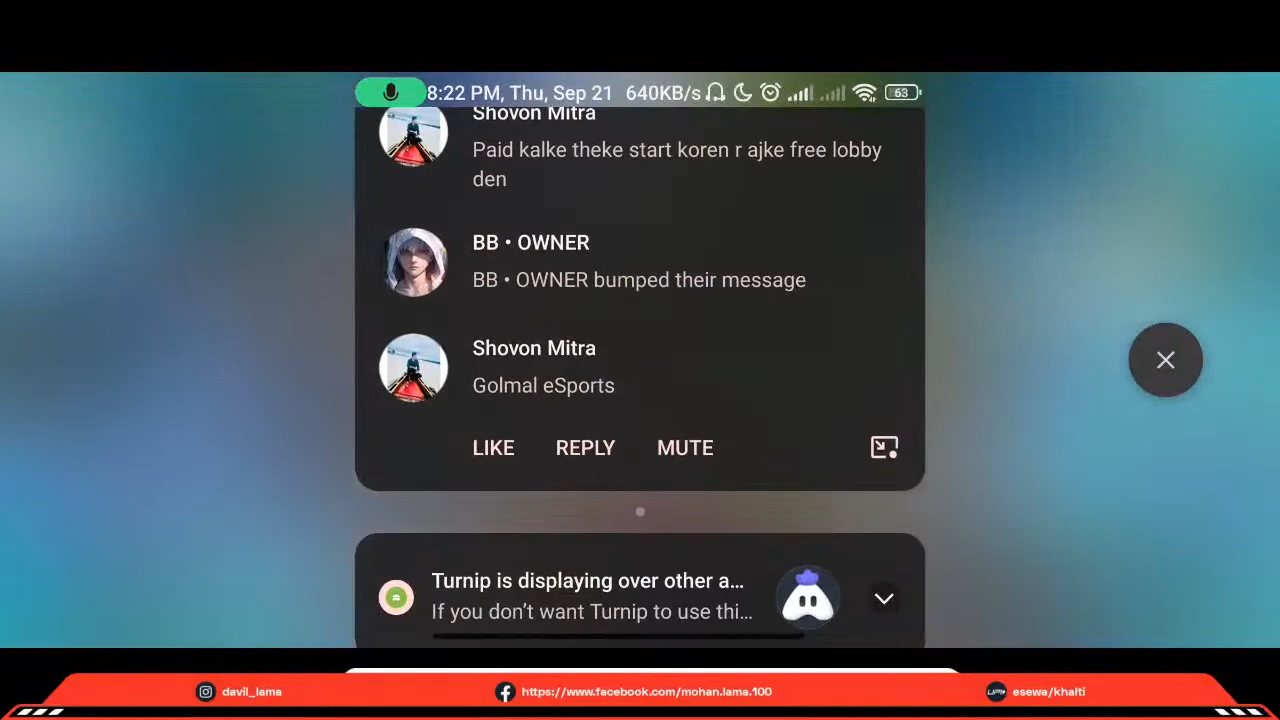 8:22 PM, Thu, Sep 21 640KB/s 63
Shovon Mitra
Paid kalke theke start koren r ajke free lobby
den
BB • OWNER
BB • OWNER bumped their message
Shovon Mitra
Golmal eSports
LIKE REPLY MUTE
Turnip is displaying over other a...
If you don't want Turnip to use thi...
davil_lama https://www.facebook.com/mohan.lama.100 esewa/khalti